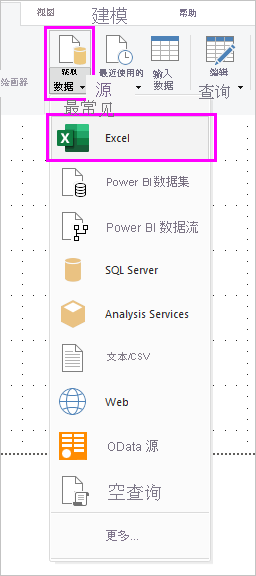 视图 建模 帮助
获取 最近使用的 输入 编辑
绘画器 数据 源 数据 查询
最常见
Excel
Power BI 数据集
Power BI 数据流
SQL Server
Analysis Services
文本/CSV
Web
OData 源
空查询
更多...